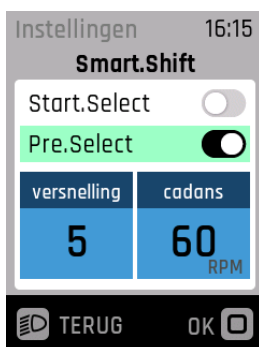 Instellingen 16:15
Smart.Shift
Start.Select
Pre.Select
versnelling cadans
5 60
RPM
TERUG OK